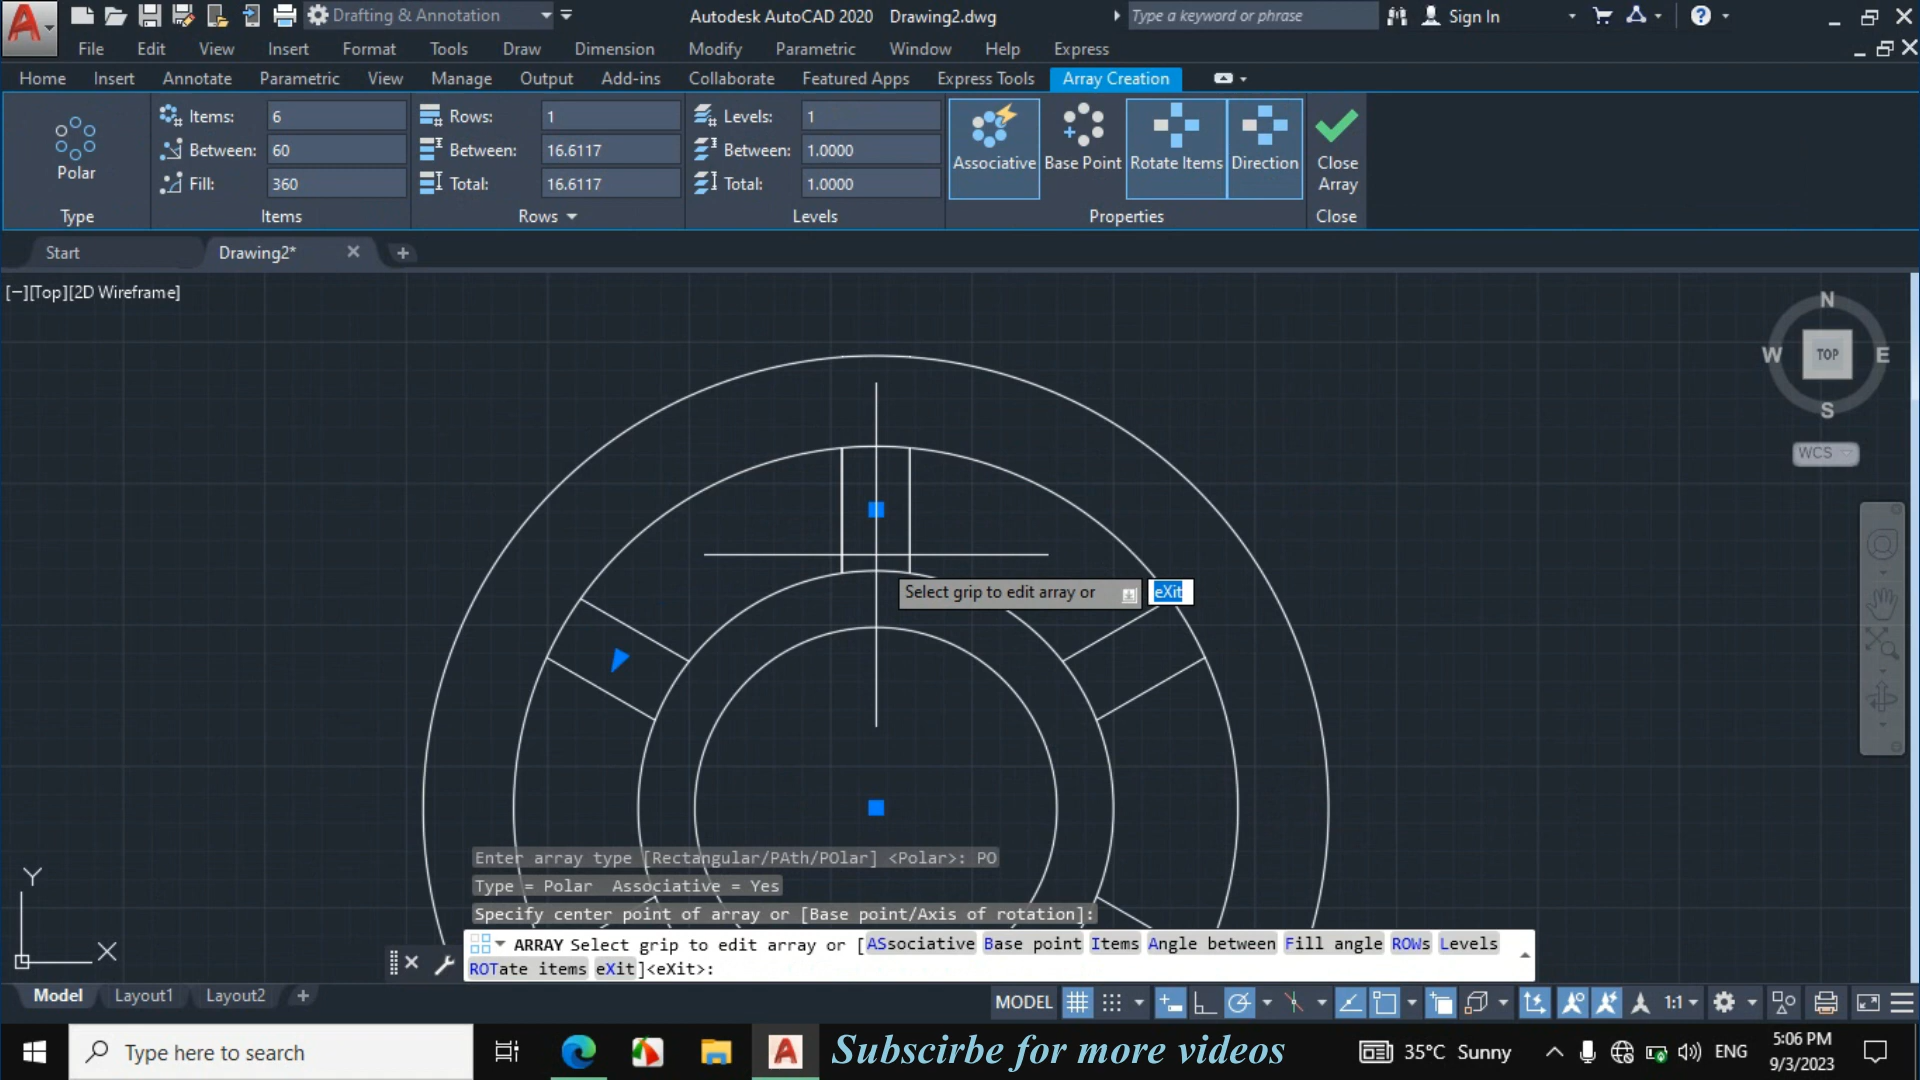 Drafting & Annotation
Autodesk AutoCAD 2020 Drawing2.dwg
Type a keyword or phrase
Sign In
File Edit View Insert Format Tools Draw Dimension Modify Parametric Window Help Express
Home Insert Annotate Parametric View Manage Output Add-ins Collaborate Featured Apps Express Tools Array Creation
Items: 6 Rows: 1 Levels: 1
Between: 60 Between: 16.6117 Between: 1.0000
Fill: 360 Total: 16.6117 Total: 1.0000
Polar
Associative Base Point Rotate Items Direction
Close
Array
Type Items Rows Levels Properties Close
Start Drawing2*
[−][Top][2D Wireframe]
N
W TOP E
S
WCS
Select grip to edit array or eXit
Enter array type [Rectangular/PAth/POlar] <Polar>: PO
Type = Polar Associative = Yes
Specify center point of array or [Base point/Axis of rotation]:
ARRAY Select grip to edit array or [ASsociative Base point Items Angle between Fill angle ROWs Levels
ROTate items eXit]<eXit>:
Y
X
Model Layout1 Layout2
MODEL 1:1
Type here to search
Subscirbe for more videos
35°C Sunny
ENG
5:06 PM
9/3/2023